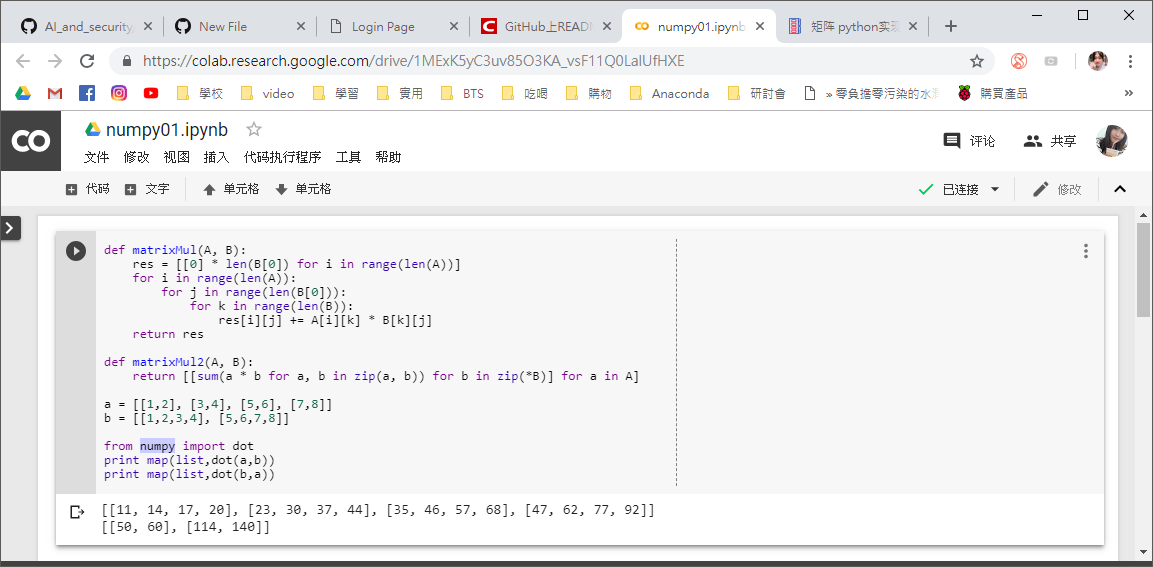 AI_and_security
New File
Login Page
GitHub上READM
numpy01.ipynb
矩阵 python实现
https://colab.research.google.com/drive/1MExK5yC3uv85O3KA_vsF11Q0LaIUfHXE
學校
video
學習
實用
BTS
吃喝
購物
Anaconda
研討會
» 零負擔零污染的水
購買產品
»
CO
numpy01.ipynb
文件 修改 视图 插入 代码执行程序 工具 帮助
评论
共享
代码
文字
单元格
单元格
已连接
修改
def matrixMul(A, B):
    res = [[0] * len(B[0]) for i in range(len(A))]
    for i in range(len(A)):
        for j in range(len(B[0])):
            for k in range(len(B)):
                res[i][j] += A[i][k] * B[k][j]
    return res
def matrixMul2(A, B):
    return [[sum(a * b for a, b in zip(a, b)) for b in zip(*B)] for a in A]
a = [[1,2], [3,4], [5,6], [7,8]]
b = [[1,2,3,4], [5,6,7,8]]
from numpy import dot
print map(list,dot(a,b))
print map(list,dot(b,a))
[[11, 14, 17, 20], [23, 30, 37, 44], [35, 46, 57, 68], [47, 62, 77, 92]]
[[50, 60], [114, 140]]